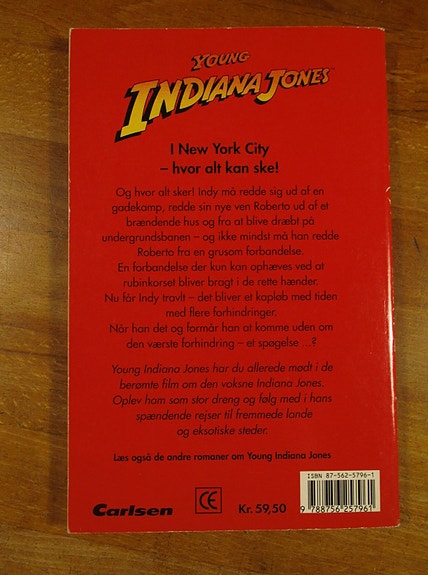 YOUNG
INDIANA JONES
I New York City
– hvor alt kan ske!
Og hvor alt sker! Indy må redde sig ud af en
gadekamp, redde sin nye ven Roberto ud af et
brændende hus og fra at blive dræbt på
undergrundsbanen – og ikke mindst må han redde
Roberto fra en grusom forbandelse.
En forbandelse der kun kan ophæves ved at
rubinkorset bliver bragt i de rette hænder.
Nu får Indy travlt – det bliver et kapløb med tiden
med flere forhindringer.
Når han det og formår han at komme uden om
den værste forhindring – et spøgelse ...?
Young Indiana Jones har du allerede mødt i de
berømte film om den voksne Indiana Jones.
Oplev ham som stor dreng og følg med i hans
spændende rejser til fremmede lande
og eksotiske steder.
Læs også de andre romaner om Young Indiana Jones
ISBN 87-562-5796-1
Carlsen
CE
Kr. 59,50
9 788756 257961